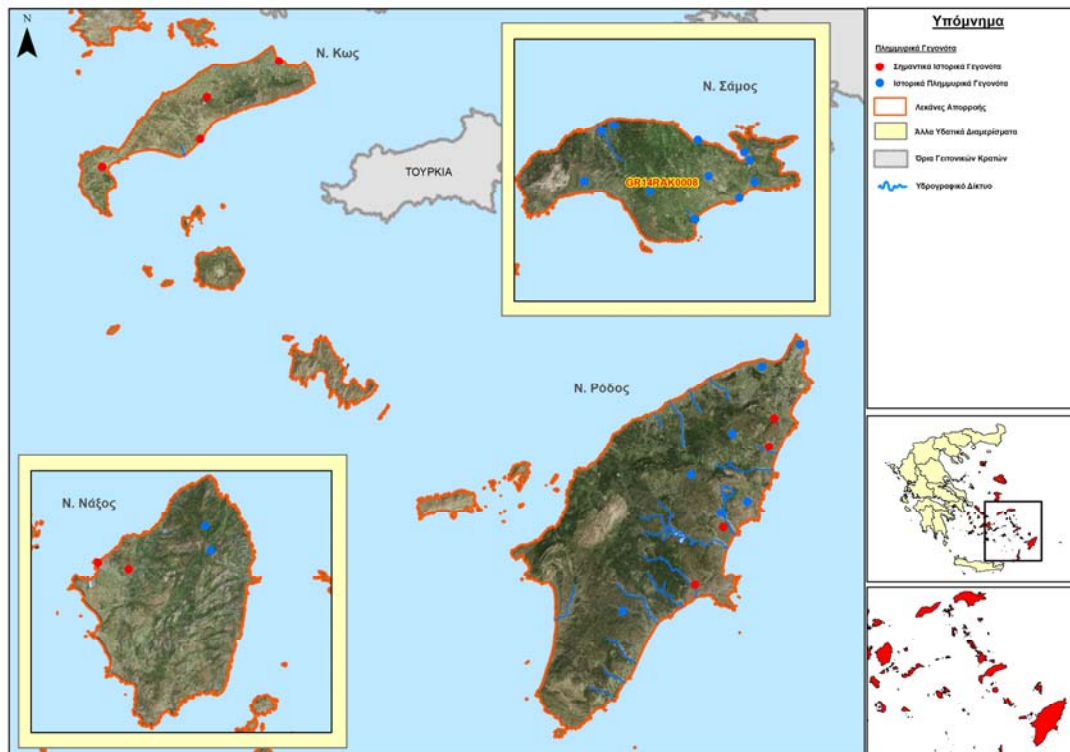 N
Ν. Κως
Ν. Σάμος
ΤΟΥΡΚΙΑ
GR14RAK0008
Ν. Ρόδος
Ν. Νάξος
Υπόμνημα
Πλημμυρικά Γεγονότα
Σημαντικά Ιστορικά Γεγονότα
Ιστορικά Πλημμυρικά Γεγονότα
Λεκάνες Απορροής
Άλλα Υδατικά Διαμερίσματα
Όρια Γειτονικών Κρατών
Υδρογραφικό Δίκτυο